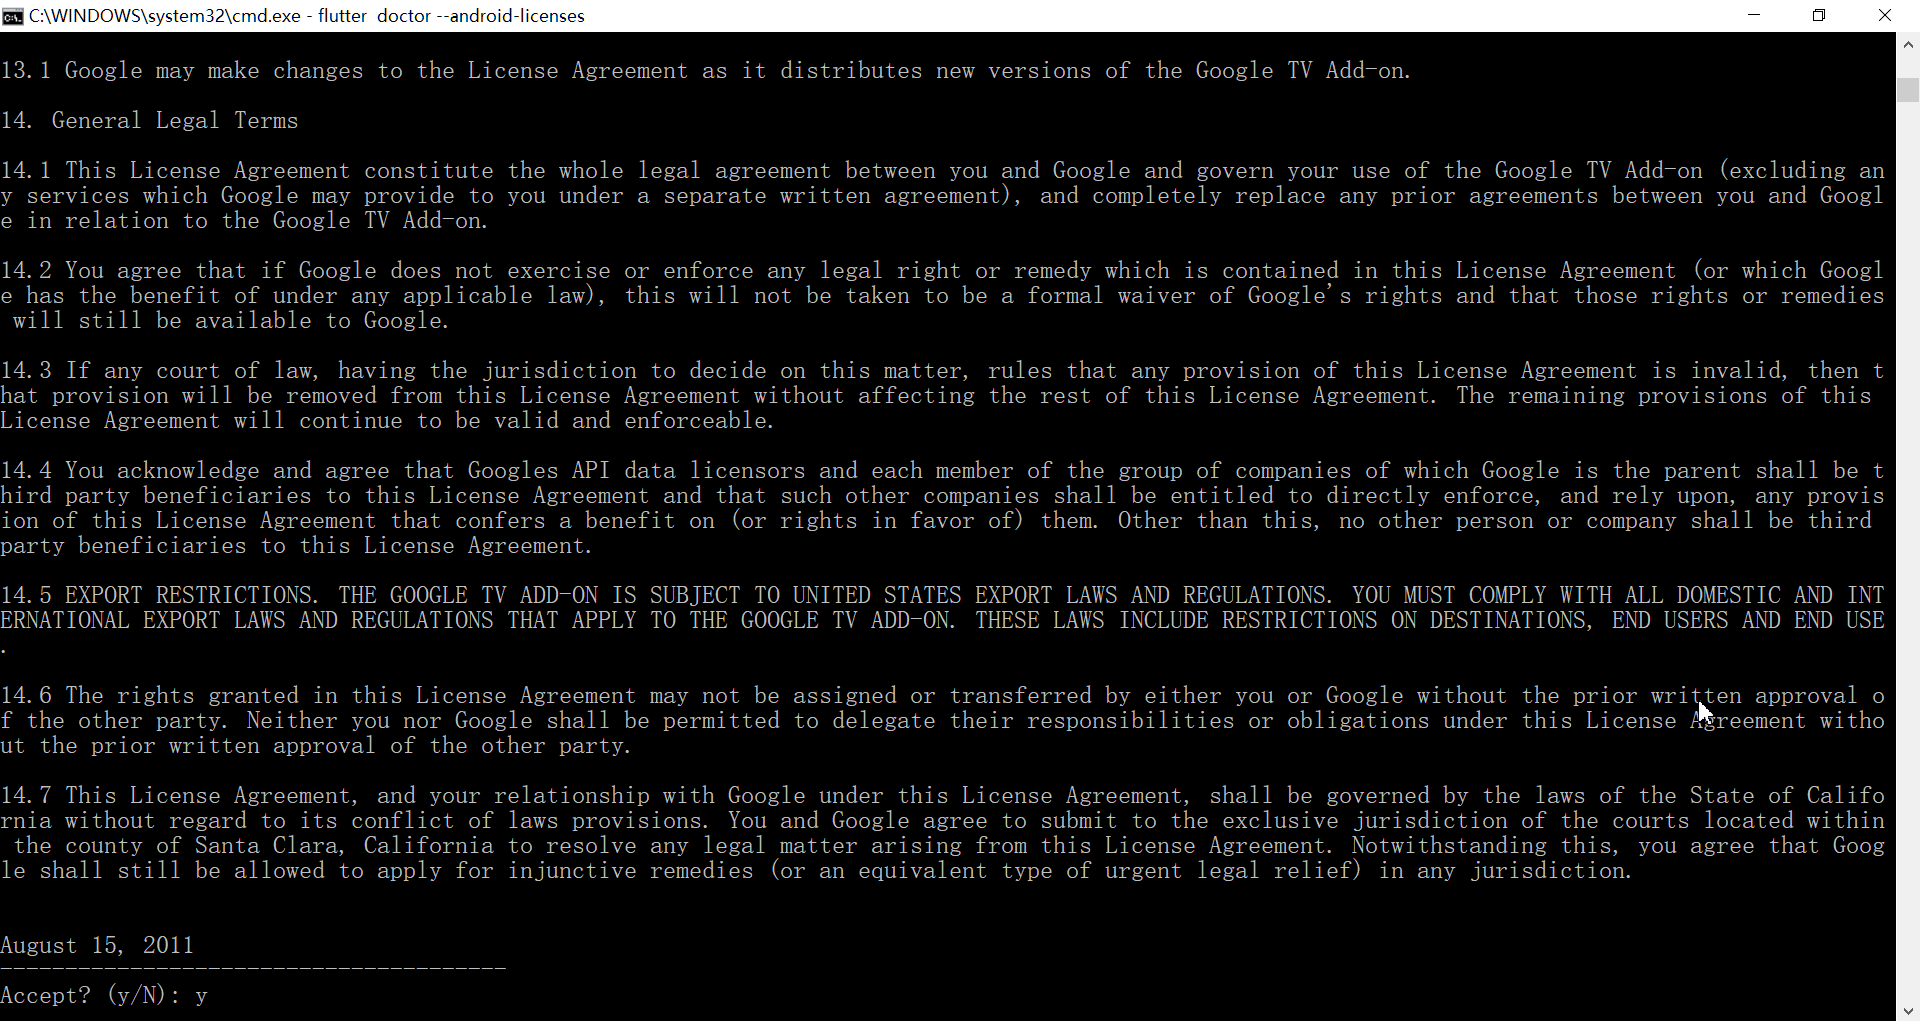 C:\WINDOWS\system32\cmd.exe - flutter  doctor --android-licenses
13.1 Google may make changes to the License Agreement as it distributes new versions of the Google TV Add-on.
14. General Legal Terms
14.1 This License Agreement constitute the whole legal agreement between you and Google and govern your use of the Google TV Add-on (excluding an
y services which Google may provide to you under a separate written agreement), and completely replace any prior agreements between you and Googl
e in relation to the Google TV Add-on.
14.2 You agree that if Google does not exercise or enforce any legal right or remedy which is contained in this License Agreement (or which Googl
e has the benefit of under any applicable law), this will not be taken to be a formal waiver of Google's rights and that those rights or remedies
will still be available to Google.
14.3 If any court of law, having the jurisdiction to decide on this matter, rules that any provision of this License Agreement is invalid, then t
hat provision will be removed from this License Agreement without affecting the rest of this License Agreement. The remaining provisions of this
License Agreement will continue to be valid and enforceable.
14.4 You acknowledge and agree that Googles API data licensors and each member of the group of companies of which Google is the parent shall be t
hird party beneficiaries to this License Agreement and that such other companies shall be entitled to directly enforce, and rely upon, any provis
ion of this License Agreement that confers a benefit on (or rights in favor of) them. Other than this, no other person or company shall be third
party beneficiaries to this License Agreement.
14.5 EXPORT RESTRICTIONS. THE GOOGLE TV ADD-ON IS SUBJECT TO UNITED STATES EXPORT LAWS AND REGULATIONS. YOU MUST COMPLY WITH ALL DOMESTIC AND INT
ERNATIONAL EXPORT LAWS AND REGULATIONS THAT APPLY TO THE GOOGLE TV ADD-ON. THESE LAWS INCLUDE RESTRICTIONS ON DESTINATIONS, END USERS AND END USE
.
14.6 The rights granted in this License Agreement may not be assigned or transferred by either you or Google without the prior written approval o
f the other party. Neither you nor Google shall be permitted to delegate their responsibilities or obligations under this License Agreement witho
ut the prior written approval of the other party.
14.7 This License Agreement, and your relationship with Google under this License Agreement, shall be governed by the laws of the State of Califo
rnia without regard to its conflict of laws provisions. You and Google agree to submit to the exclusive jurisdiction of the courts located within
the county of Santa Clara, California to resolve any legal matter arising from this License Agreement. Notwithstanding this, you agree that Goog
le shall still be allowed to apply for injunctive remedies (or an equivalent type of urgent legal relief) in any jurisdiction.
August 15, 2011
---------------------------------------
Accept? (y/N): y